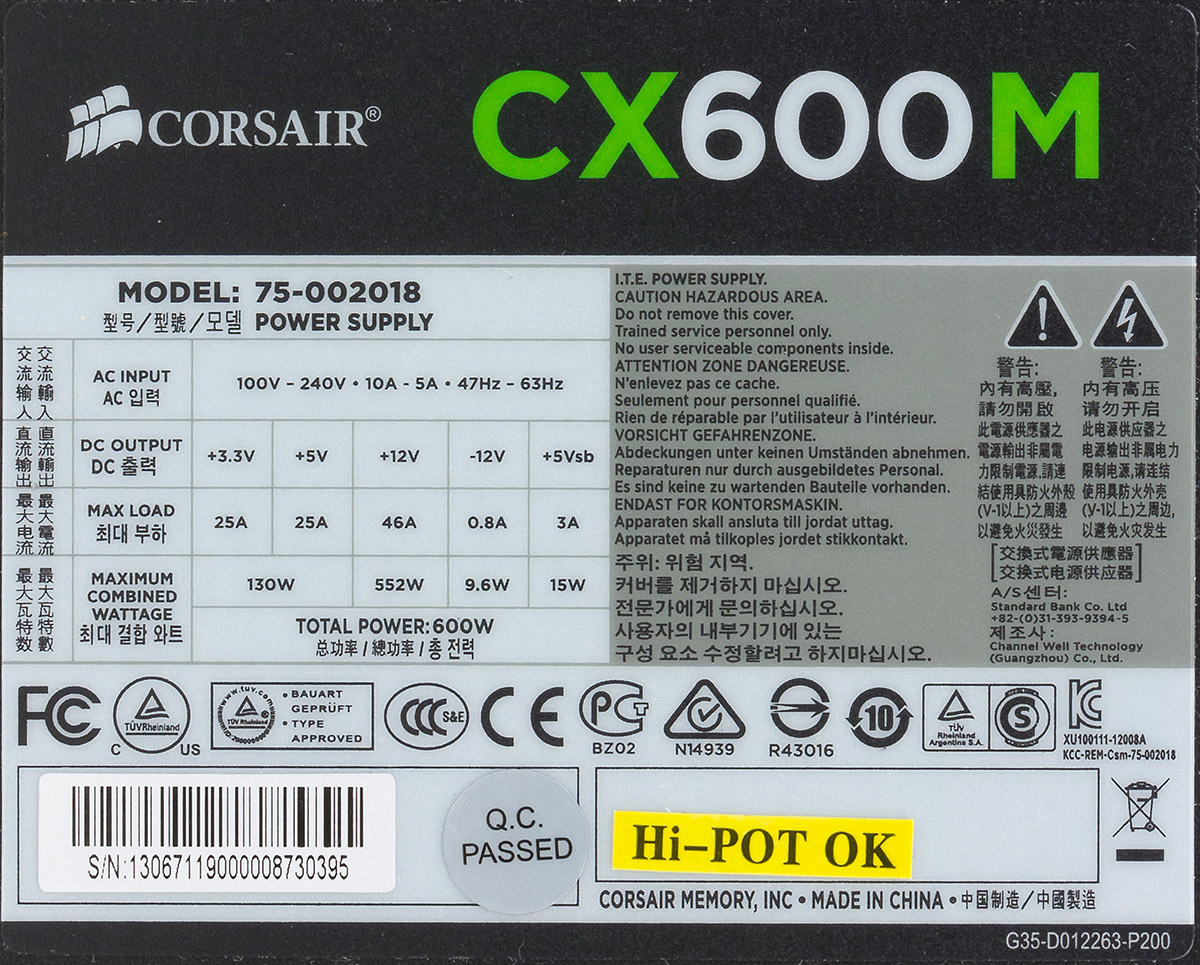 CORSAIR®
CX600M
MODEL: 75-002018
型号/型號/모델 POWER SUPPLY
交流输入 交流輸入
AC INPUT
AC 입력
100V - 240V • 10A - 5A • 47Hz - 63Hz
直流输出 直流輸出
DC OUTPUT
DC 출력
+3.3V +5V +12V -12V +5Vsb
最大电流 最大電流
MAX LOAD
최대 부하
25A 25A 46A 0.8A 3A
最大瓦特数 最大瓦特數
MAXIMUM
COMBINED
WATTAGE
최대 결합 와트
130W 552W 9.6W 15W
TOTAL POWER:600W
总功率/總功率/총 전력
I.T.E. POWER SUPPLY.
CAUTION HAZARDOUS AREA.
Do not remove this cover.
Trained service personnel only.
No user serviceable components inside.
ATTENTION ZONE DANGEREUSE.
N'enlevez pas ce cache.
Seulement pour personnel qualifié.
Rien de réparable par l'utilisateur à l'intérieur.
VORSICHT GEFAHRENZONE.
Abdeckungen unter keinen Umständen abnehmen.
Reparaturen nur durch ausgebildetes Personal.
Es sind keine zu wartenden Bauteile vorhanden.
ENDAST FOR KONTORSMASKIN.
Apparaten skall ansluta till jordat uttag.
Apparatet må tilkoples jordet stikkontakt.
주위: 위험 지역.
커버를 제거하지 마십시오.
전문가에게 문의하십시오.
사용자의 내부기기에 있는
구성 요소 수정할려고 하지마십시오.
警告:
內有高壓,
請勿開啟
此電源供應器之
電源輸出非屬電
力限制電源,請連
結使用具防火外殼
(V-1以上)之周邊
以避免火災發生
警告:
内有高压
请勿开启
此电源供应器之
电源输出非属电力
限制电源,请连结
使用具防火外壳
(V-1以上)之周边,
以避免火灾发生
[交換式電源供應器]
[交换式电源供应器]
A/S센터:
Standard Bank Co. Ltd
+82-(0)31-393-9394-5
제조사:
Channel Well Technology
(Guangzhou) Co., Ltd.
FC
TÜVRheinland
C US
www.tuv.com
TÜV Rheinland
• BAUART
GEPRÜFT
• TYPE
APPROVED
CCC S&E
CE
PCT
BZ02
N14939
R43016
10
TÜV
Rheinland
Argentina S.A.
S
KC
XU100111-12008A
KCC-REM-Csm-75-002018
S/N:13067119000008730395
Q.C.
PASSED
Hi-POT OK
CORSAIR MEMORY, INC • MADE IN CHINA • 中国制造/中國製造
G35-D012263-P200